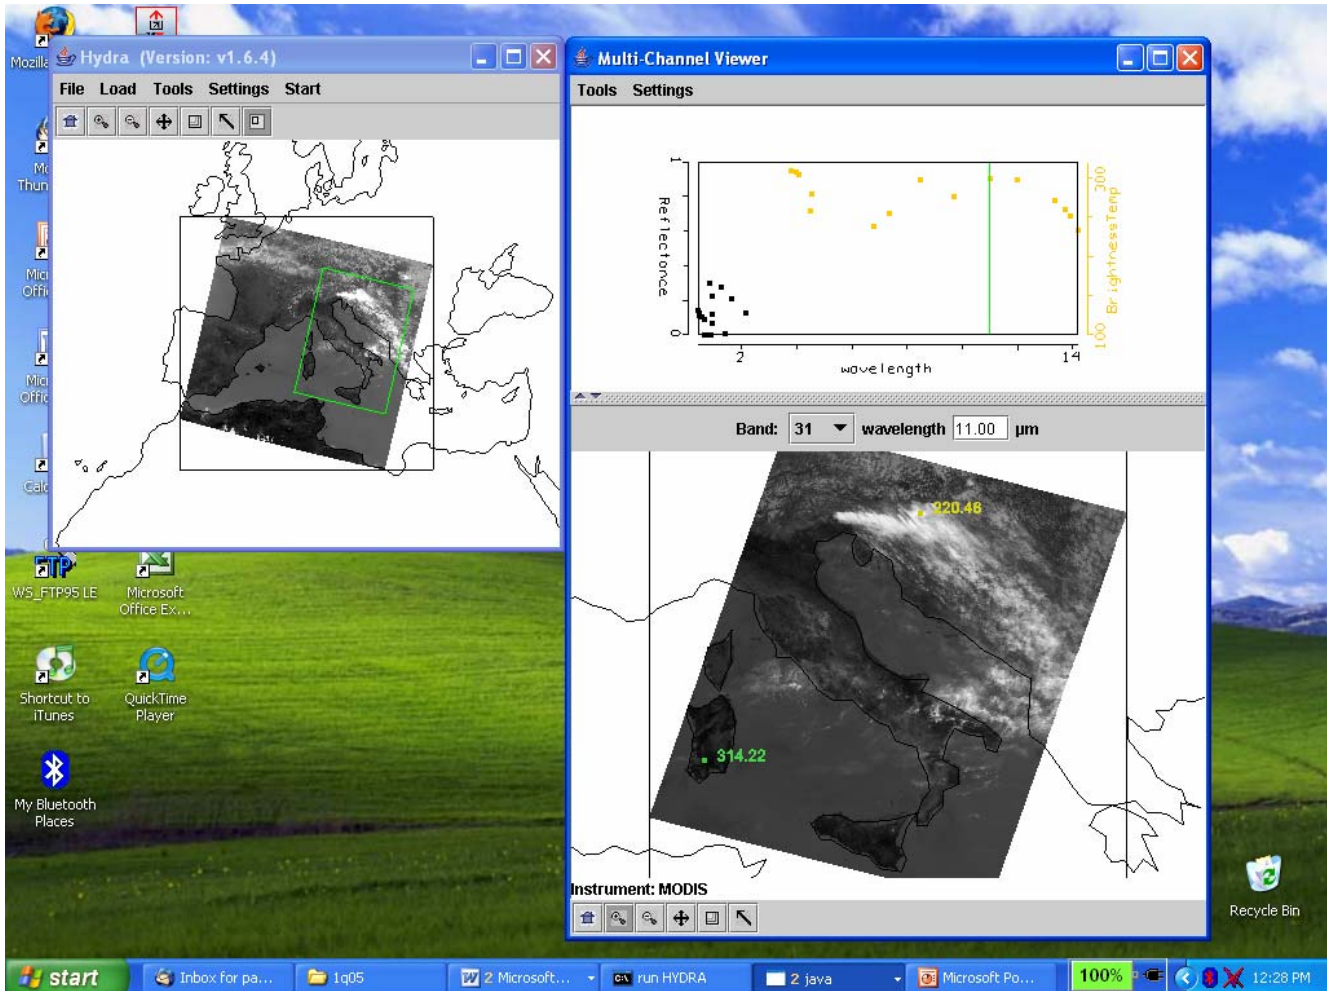 Hydra (Version: v1.6.4)
File Load Tools Settings Start
Multi-Channel Viewer
Tools Settings
1
Reflectance
0
2
14
wavelength
300
BrightnessTemp
100
Band: 31 wavelength 11.00 µm
220.46
314.22
Instrument: MODIS
WS_FTP95 LE
Microsoft
Office Ex...
Shortcut to
iTunes
QuickTime
Player
My Bluetooth
Places
Recycle Bin
start
Inbox for pa...
1q05
2 Microsoft...
run HYDRA
2 java
Microsoft Po...
100%
12:28 PM